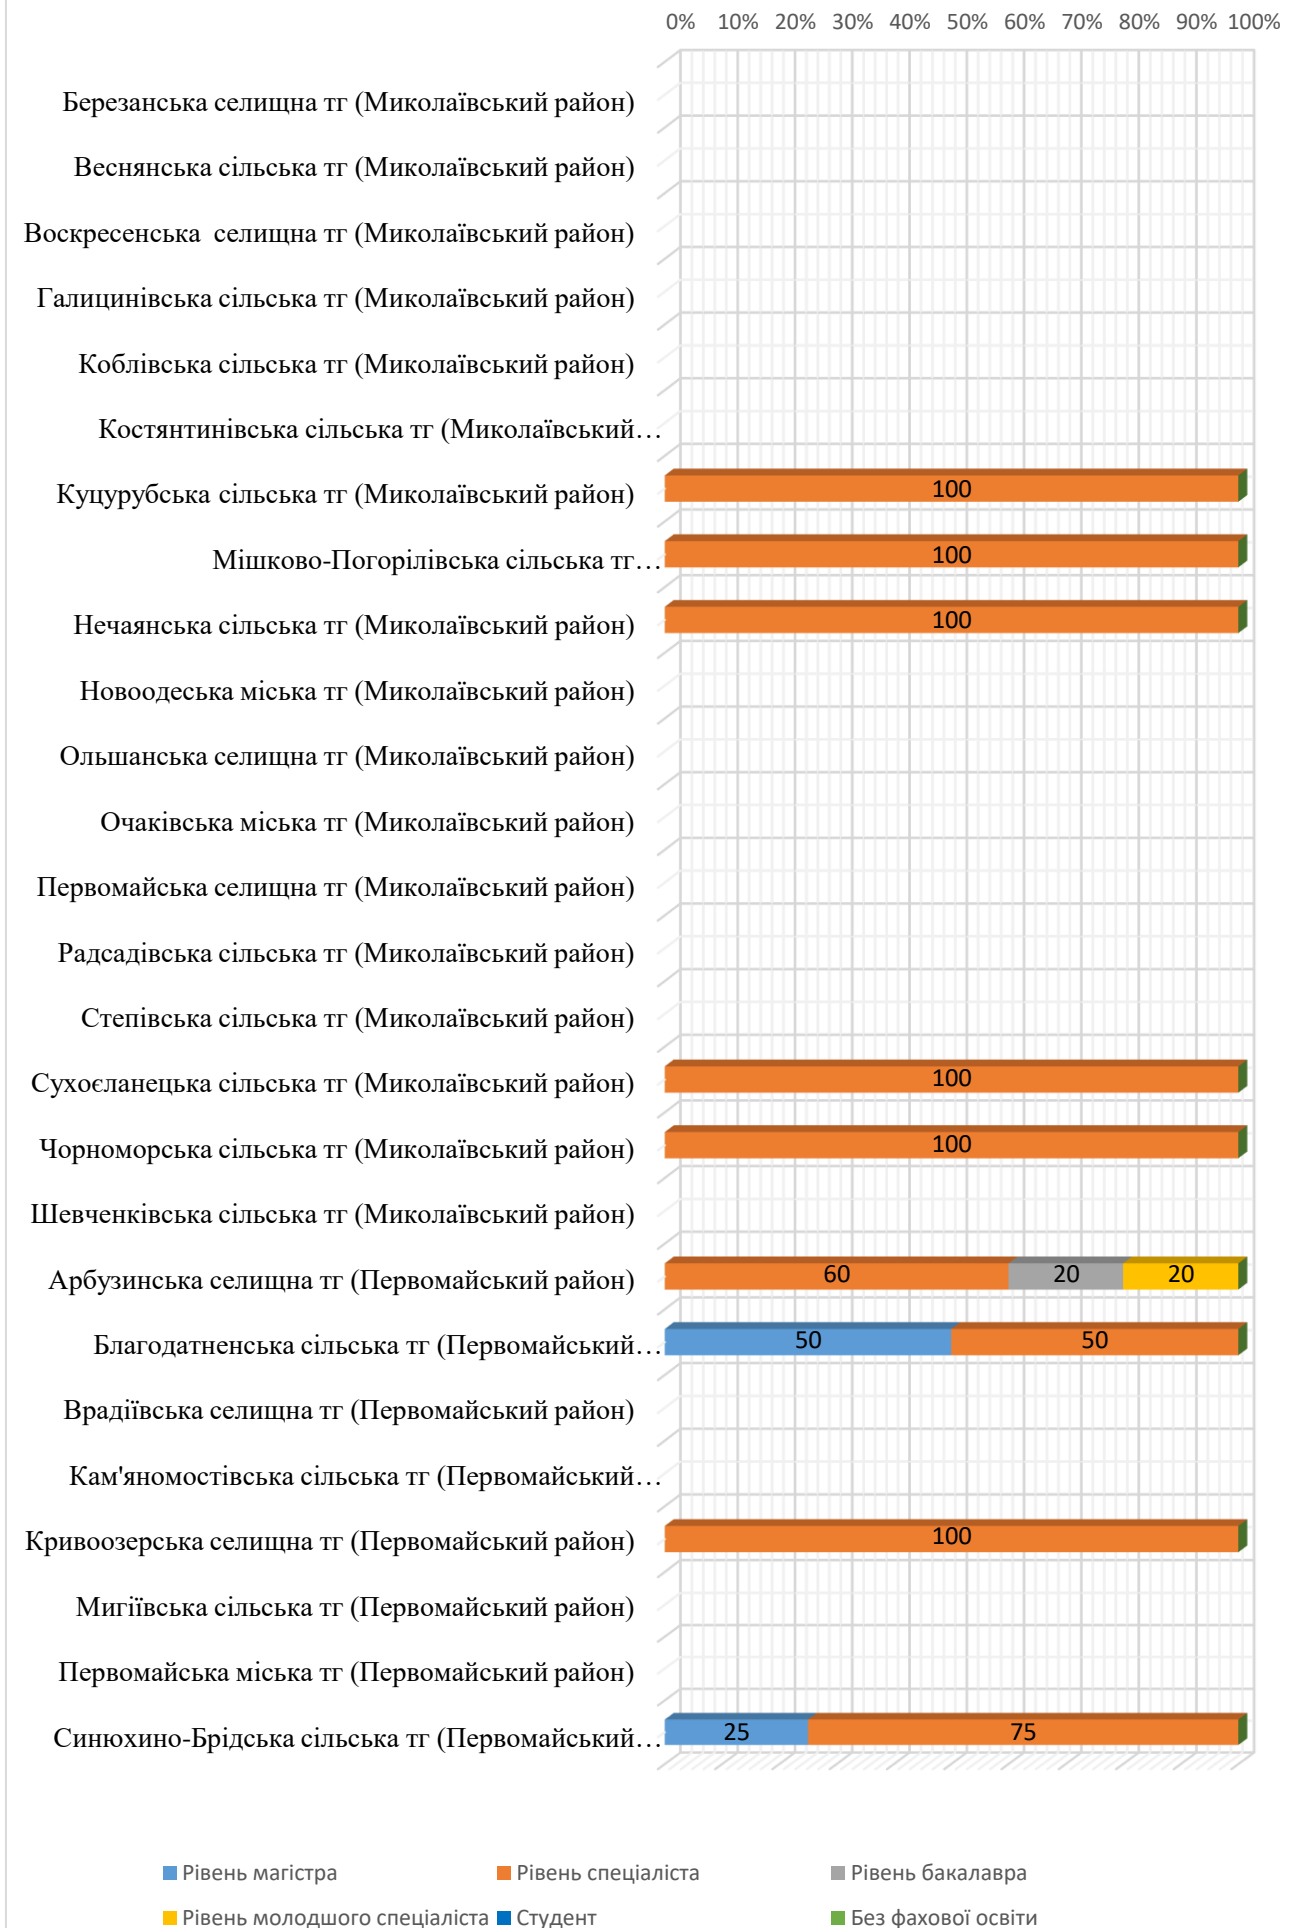 0% 10% 20% 30% 40% 50% 60% 70% 80% 90% 100%
Березанська селищна тг (Миколаївський район)
Веснянська сільська тг (Миколаївський район)
Воскресенська селищна тг (Миколаївський район)
Галицинівська сільська тг (Миколаївський район)
Коблівська сільська тг (Миколаївський район)
Костянтинівська сільська тг (Миколаївський…
Куцурубська сільська тг (Миколаївський район) 100
Мішково-Погорілівська сільська тг… 100
Нечаянська сільська тг (Миколаївський район) 100
Новоодеська міська тг (Миколаївський район)
Ольшанська селищна тг (Миколаївський район)
Очаківська міська тг (Миколаївський район)
Первомайська селищна тг (Миколаївський район)
Радсадівська сільська тг (Миколаївський район)
Степівська сільська тг (Миколаївський район)
Сухоєланецька сільська тг (Миколаївський район) 100
Чорноморська сільська тг (Миколаївський район) 100
Шевченківська сільська тг (Миколаївський район)
Арбузинська селищна тг (Первомайський район) 60 20 20
Благодатненська сільська тг (Первомайський… 50 50
Врадіївська селищна тг (Первомайський район)
Кам'яномостівська сільська тг (Первомайський…
Кривоозерська селищна тг (Первомайський район) 100
Мигіївська сільська тг (Первомайський район)
Первомайська міська тг (Первомайський район)
Синюхино-Брідська сільська тг (Первомайський… 25 75
Рівень магістра Рівень спеціаліста Рівень бакалавра
Рівень молодшого спеціаліста Студент Без фахової освіти